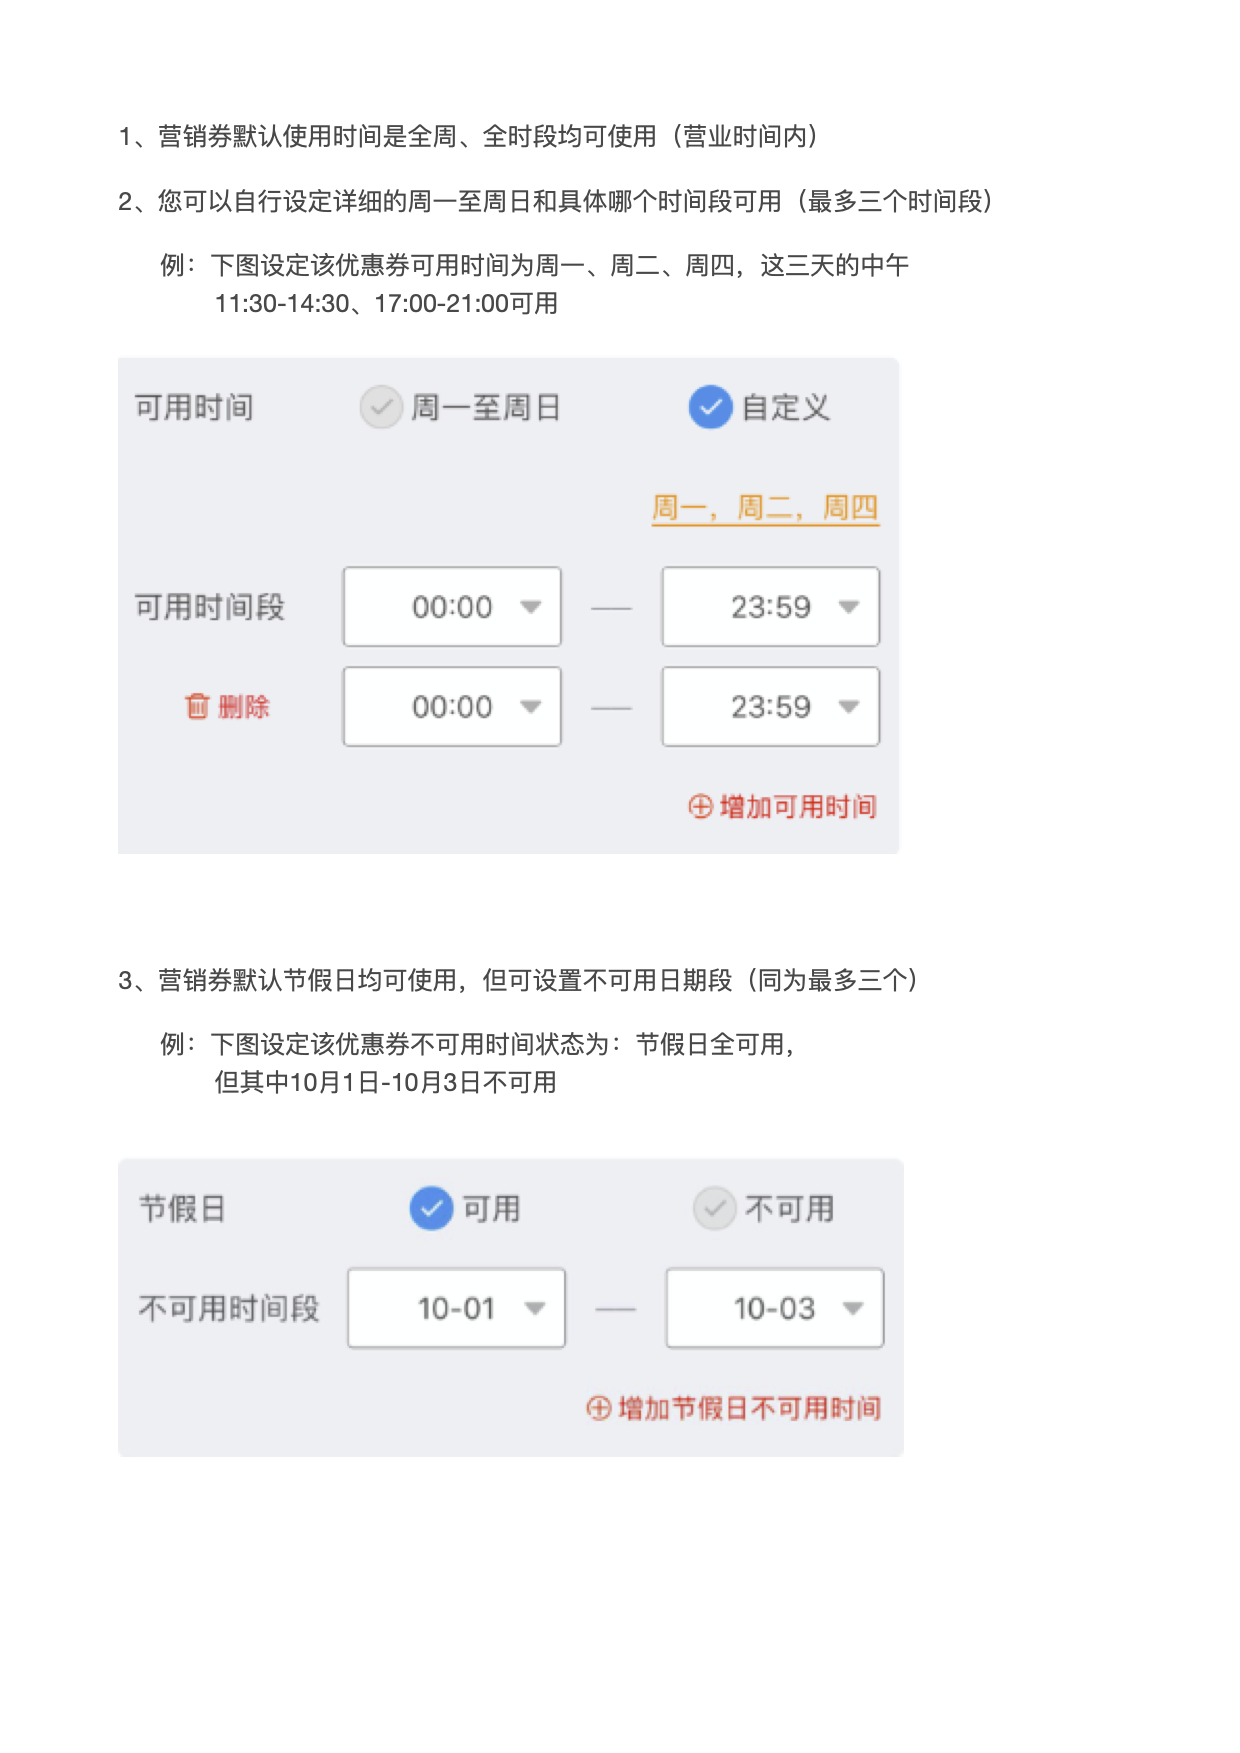 1、营销券默认使用时间是全周、全时段均可使用（营业时间内）
2、您可以自行设定详细的周一至周日和具体哪个时间段可用（最多三个时间段）
例：下图设定该优惠券可用时间为周一、周二、周四，这三天的中午
11:30-14:30、17:00-21:00可用
可用时间 周一至周日 自定义
周一，周二，周四
可用时间段 00:00 — 23:59
删除 00:00 — 23:59
增加可用时间
3、营销券默认节假日均可使用，但可设置不可用日期段（同为最多三个）
例：下图设定该优惠券不可用时间状态为：节假日全可用，
但其中10月1日-10月3日不可用
节假日 可用 不可用
不可用时间段 10-01 — 10-03
增加节假日不可用时间